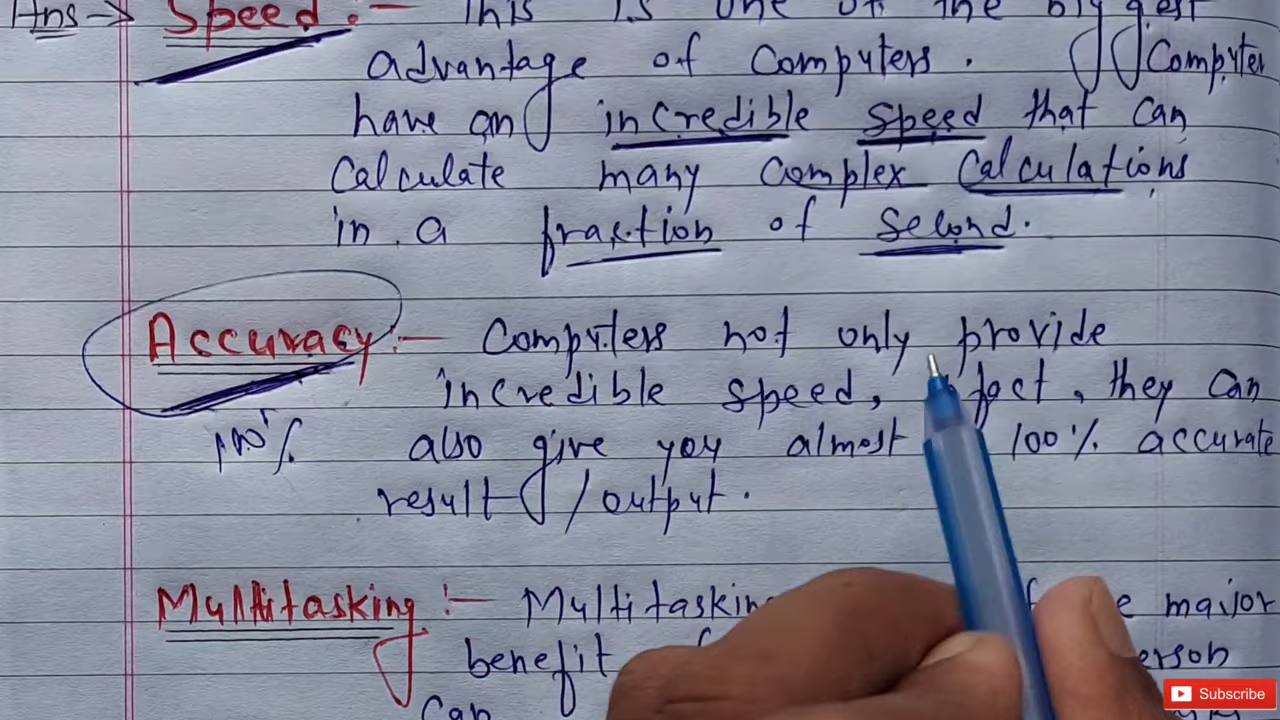 Ans → Speed :- This is one of the biggest
advantage of Computers. Computer
have an incredible speed that can
Calculate many Complex Calculations
in a fraction of Second.
Accuracy :- Computers not only provide
incredible speed, fact, they can
100% also give you almost 100% accurate
result / output.
Multitasking :- Multitasking major
benefit
Can
Subscribe